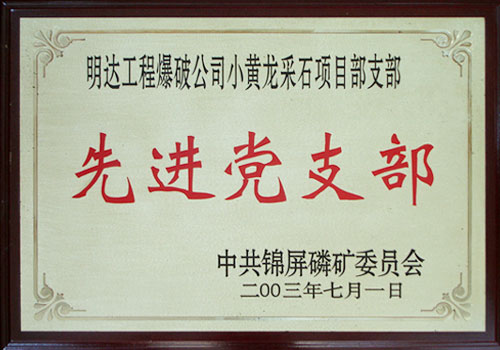 明达工程爆破公司小黄龙采石项目部支部
先进党支部
中共锦屏磷矿委员会
二00三年七月一日